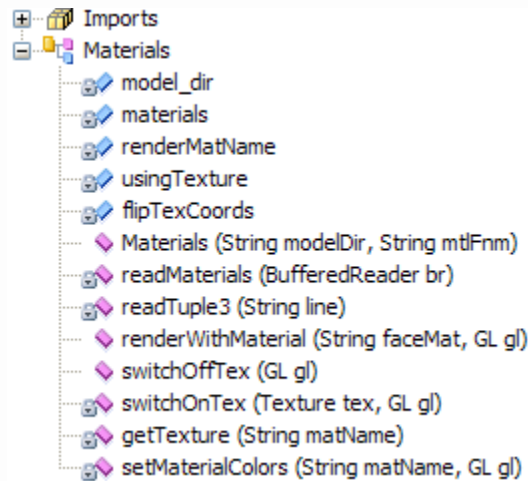 Imports
Materials
model_dir
materials
renderMatName
usingTexture
flipTexCoords
Materials (String modelDir, String mtlFnm)
readMaterials (BufferedReader br)
readTuple3 (String line)
renderWithMaterial (String faceMat, GL gl)
switchOffTex (GL gl)
switchOnTex (Texture tex, GL gl)
getTexture (String matName)
setMaterialColors (String matName, GL gl)